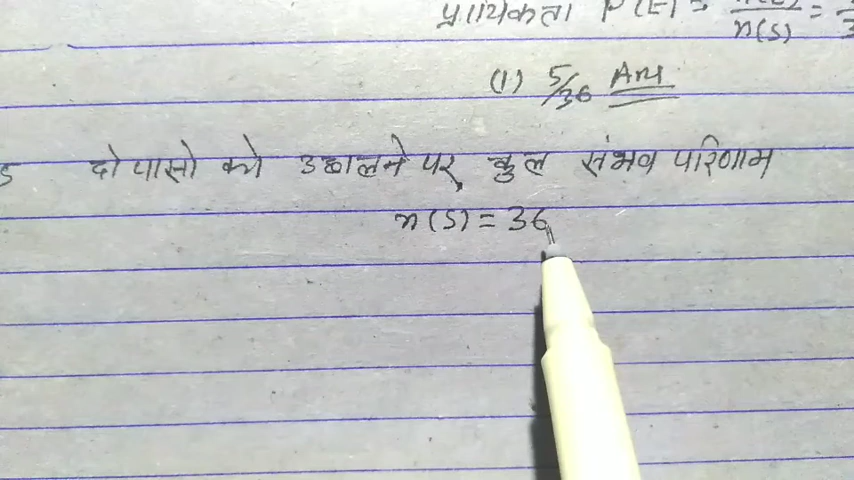 प्रायिकता P(E) = n(E)/n(S) =
(1) 5/36 Ans
दो पासो को उछालने पर, कुल संभव परिणाम
n(S) = 36